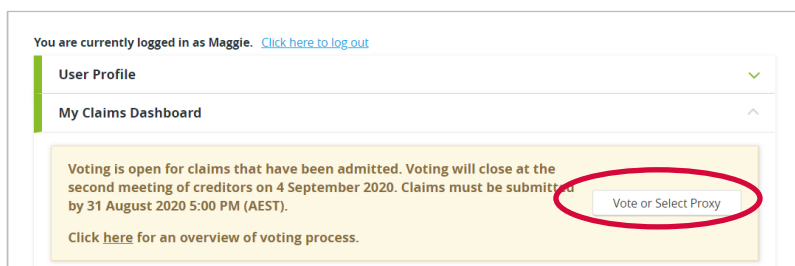 You are currently logged in as Maggie. Click here to log out
User Profile
My Claims Dashboard
Voting is open for claims that have been admitted. Voting will close at the
second meeting of creditors on 4 September 2020. Claims must be submitted
by 31 August 2020 5:00 PM (AEST).
Vote or Select Proxy
Click here for an overview of voting process.